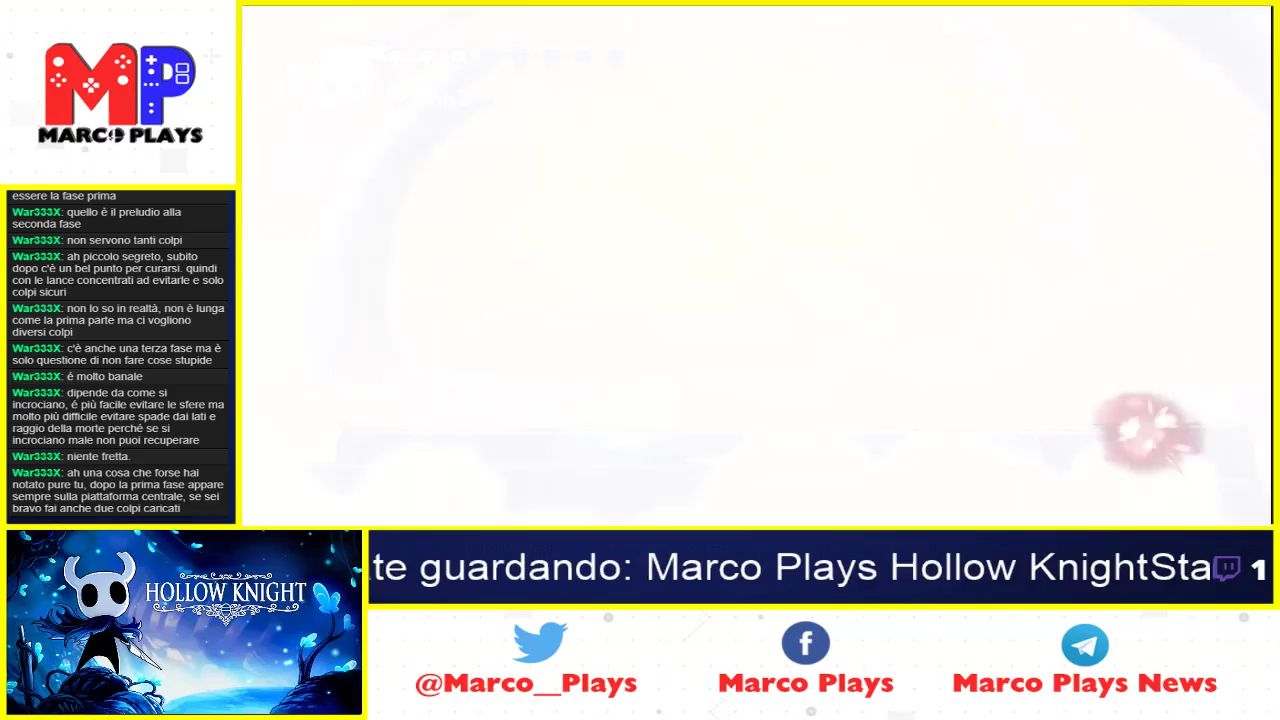 MP
MARCO PLAYS
essere la fase prima
War333X: quello è il preludio alla
seconda fase
War333X: non servono tanti colpi
War333X: ah piccolo segreto, subito
dopo c'è un bel punto per curarsi. quindi
con le lance concentrati ad evitarle e solo
colpi sicuri
War333X: non lo so in realtà, non è lunga
come la prima parte ma ci vogliono
diversi colpi
War333X: c'è anche una terza fase ma è
solo questione di non fare cose stupide
War333X: é molto banale
War333X: dipende da come si
incrociano, é più facile evitare le sfere ma
molto più difficile evitare spade dai lati e
raggio della morte perché se si
incrociano male non puoi recuperare
War333X: niente fretta.
War333X: ah una cosa che forse hai
notato pure tu, dopo la prima fase appare
sempre sulla piattaforma centrale, se sei
bravo fai anche due colpi caricati
HOLLOW KNIGHT
te guardando: Marco Plays Hollow KnightSta 1
@Marco__Plays
Marco Plays
Marco Plays News